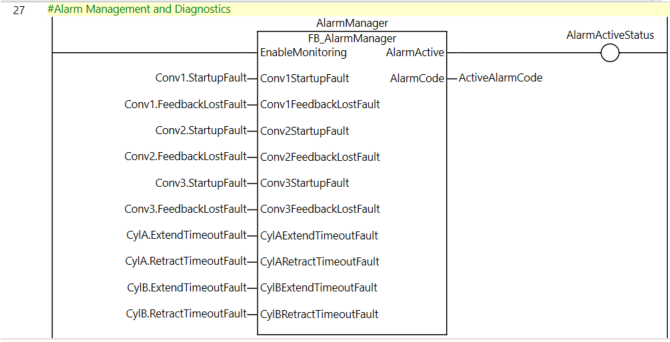 27 #Alarm Management and Diagnostics
AlarmManager
FB_AlarmManager
AlarmActiveStatus
EnableMonitoring AlarmActive
Conv1.StartupFault Conv1StartupFault AlarmCode ActiveAlarmCode
Conv1.FeedbackLostFault Conv1FeedbackLostFault
Conv2.StartupFault Conv2StartupFault
Conv2.FeedbackLostFault Conv2FeedbackLostFault
Conv3.StartupFault Conv3StartupFault
Conv3.FeedbackLostFault Conv3FeedbackLostFault
CylA.ExtendTimeoutFault CylAExtendTimeoutFault
CylA.RetractTimeoutFault CylARetractTimeoutFault
CylB.ExtendTimeoutFault CylBExtendTimeoutFault
CylB.RetractTimeoutFault CylBRetractTimeoutFault